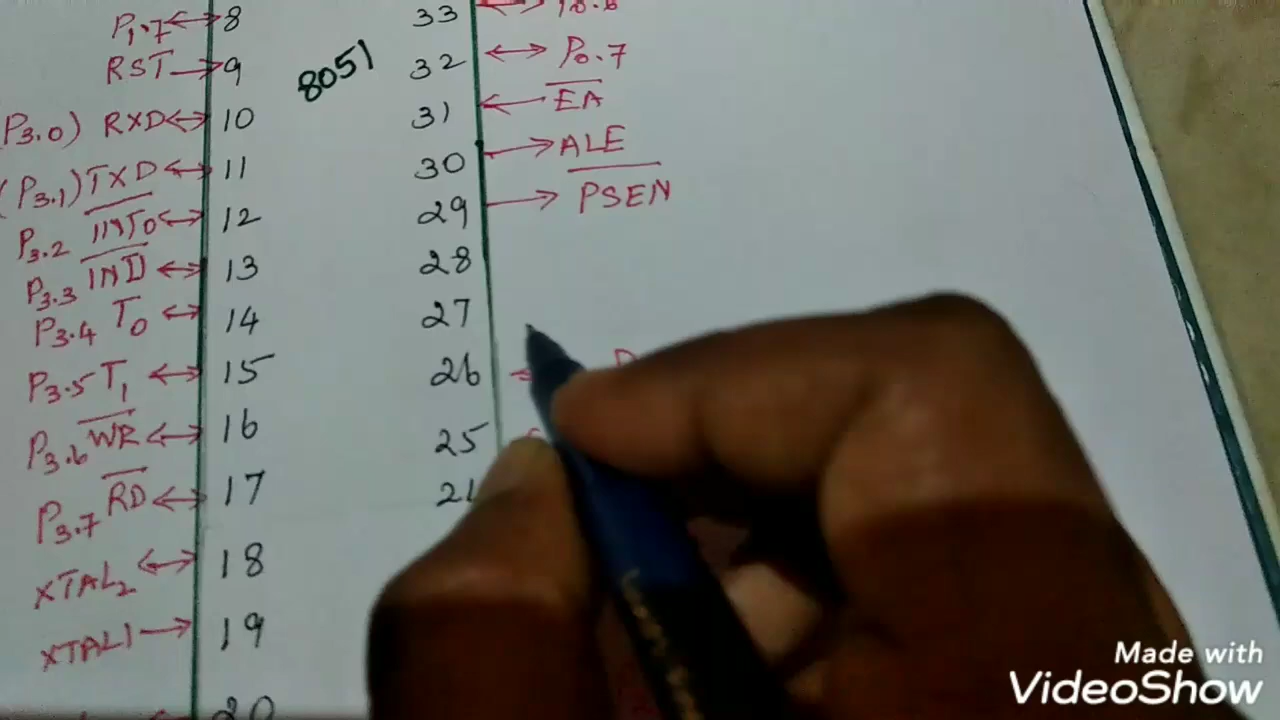 P1.7 8 33
RST 9 8051 32 P0.7
(P3.0) RXD 10 31 EA
(P3.1) TXD 11 30 ALE
P3.2 INT0 12 29 PSEN
P3.3 13 28
P3.4 T0 14 27
P3.5 T1 15 26
P3.6 WR 16 25
P3.7 RD 17
XTAL2 18
XTAL1 19
20
Made with
VideoShow